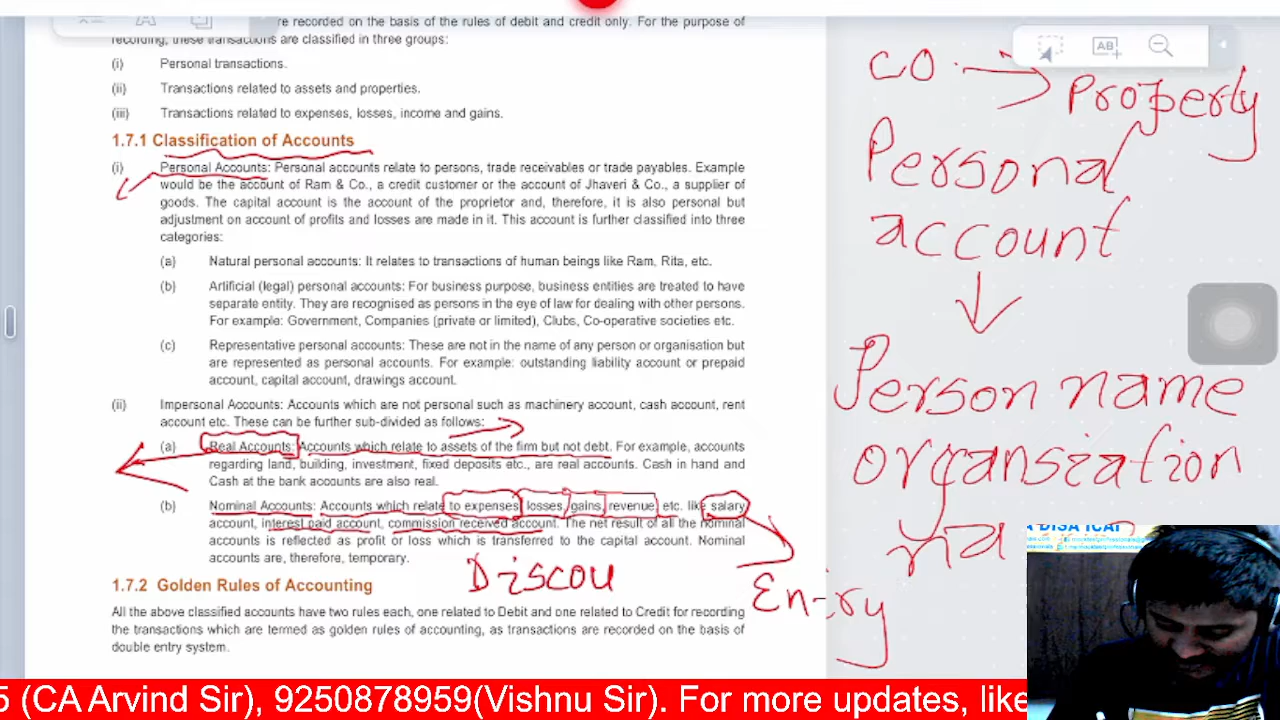 re recorded on the basis of the rules of debit and credit only. For the purpose of
recording, these transactions are classified in three groups:
(i) Personal transactions.
(ii) Transactions related to assets and properties.
(iii) Transactions related to expenses, losses, income and gains.
1.7.1 Classification of Accounts
(i) Personal Accounts: Personal accounts relate to persons, trade receivables or trade payables. Example
would be the account of Ram & Co., a credit customer or the account of Jhaveri & Co., a supplier of
goods. The capital account is the account of the proprietor and, therefore, it is also personal but
adjustment on account of profits and losses are made in it. This account is further classified into three
categories:
(a) Natural personal accounts: It relates to transactions of human beings like Ram, Rita, etc.
(b) Artificial (legal) personal accounts: For business purpose, business entities are treated to have
separate entity. They are recognised as persons in the eye of law for dealing with other persons.
For example: Government, Companies (private or limited), Clubs, Co-operative societies etc.
(c) Representative personal accounts: These are not in the name of any person or organisation but
are represented as personal accounts. For example: outstanding liability account or prepaid
account, capital account, drawings account.
(ii) Impersonal Accounts: Accounts which are not personal such as machinery account, cash account, rent
account etc. These can be further sub-divided as follows:
(a) Real Accounts: Accounts which relate to assets of the firm but not debt. For example, accounts
regarding land, building, investment, fixed deposits etc., are real accounts. Cash in hand and
Cash at the bank accounts are also real.
(b) Nominal Accounts: Accounts which relate to expenses, losses, gains, revenue, etc. like salary
account, interest paid account, commission received account. The net result of all the nominal
accounts is reflected as profit or loss which is transferred to the capital account. Nominal
accounts are, therefore, temporary.
Discou
1.7.2 Golden Rules of Accounting
All the above classified accounts have two rules each, one related to Debit and one related to Credit for recording
the transactions which are termed as golden rules of accounting, as transactions are recorded on the basis of
double entry system.
AB
CO
Property
Personal
account
Person name
organsiation
na
Entry
A DISA ICAI
5 (CA Arvind Sir), 9250878959(Vishnu Sir). For more updates, like